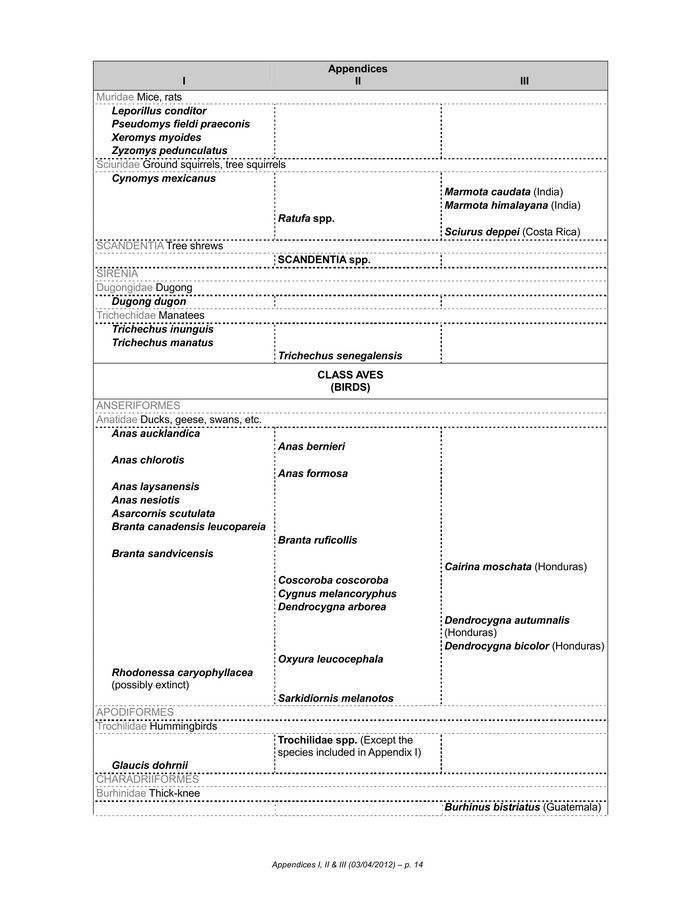 Appendices
I II III
Muridae Mice, rats
Leporillus conditor
Pseudomys fieldi praeconis
Xeromys myoides
Zyzomys pedunculatus
Sciuridae Ground squirrels, tree squirrels
Cynomys mexicanus
Marmota caudata (India)
Marmota himalayana (India)
Ratufa spp.
Sciurus deppei (Costa Rica)
SCANDENTIA Tree shrews
SCANDENTIA spp.
SIRENIA
Dugongidae Dugong
Dugong dugon
Trichechidae Manatees
Trichechus inunguis
Trichechus manatus
Trichechus senegalensis
CLASS AVES
(BIRDS)
ANSERIFORMES
Anatidae Ducks, geese, swans, etc.
Anas aucklandica
Anas bernieri
Anas chlorotis
Anas formosa
Anas laysanensis
Anas nesiotis
Asarcornis scutulata
Branta canadensis leucopareia
Branta ruficollis
Branta sandvicensis
Cairina moschata (Honduras)
Coscoroba coscoroba
Cygnus melancoryphus
Dendrocygna arborea
Dendrocygna autumnalis
(Honduras)
Dendrocygna bicolor (Honduras)
Oxyura leucocephala
Rhodonessa caryophyllacea
(possibly extinct)
Sarkidiornis melanotos
APODIFORMES
Trochilidae Hummingbirds
Trochilidae spp. (Except the
species included in Appendix I)
Glaucis dohrnii
CHARADRIIFORMES
Burhinidae Thick-knee
Burhinus bistriatus (Guatemala)
Appendices I, II & III (03/04/2012) – p. 14